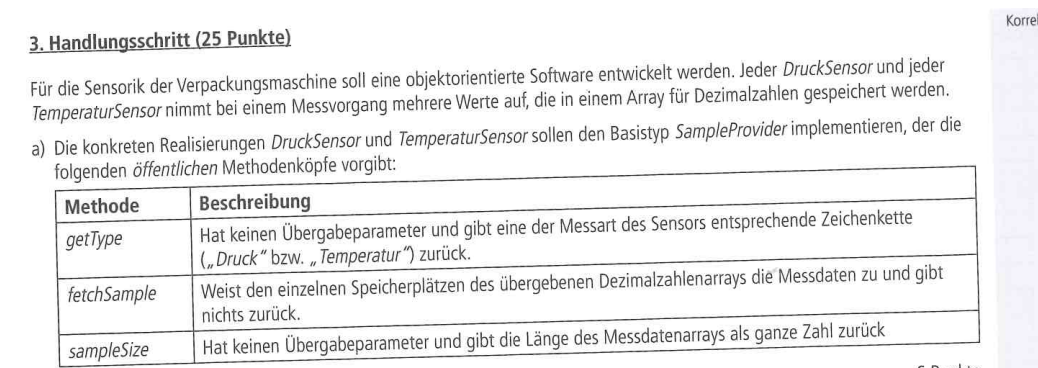 Korre
3. Handlungsschritt (25 Punkte)
Für die Sensorik der Verpackungsmaschine soll eine objektorientierte Software entwickelt werden. Jeder DruckSensor und jeder
TemperaturSensor nimmt bei einem Messvorgang mehrere Werte auf, die in einem Array für Dezimalzahlen gespeichert werden.
a) Die konkreten Realisierungen DruckSensor und TemperaturSensor sollen den Basistyp SampleProvider implementieren, der die
folgenden öffentlichen Methodenköpfe vorgibt:
Methode Beschreibung
getType Hat keinen Übergabeparameter und gibt eine der Messart des Sensors entsprechende Zeichenkette
(„Druck“ bzw. „Temperatur“) zurück.
fetchSample Weist den einzelnen Speicherplätzen des übergebenen Dezimalzahlenarrays die Messdaten zu und gibt
nichts zurück.
sampleSize Hat keinen Übergabeparameter und gibt die Länge des Messdatenarrays als ganze Zahl zurück